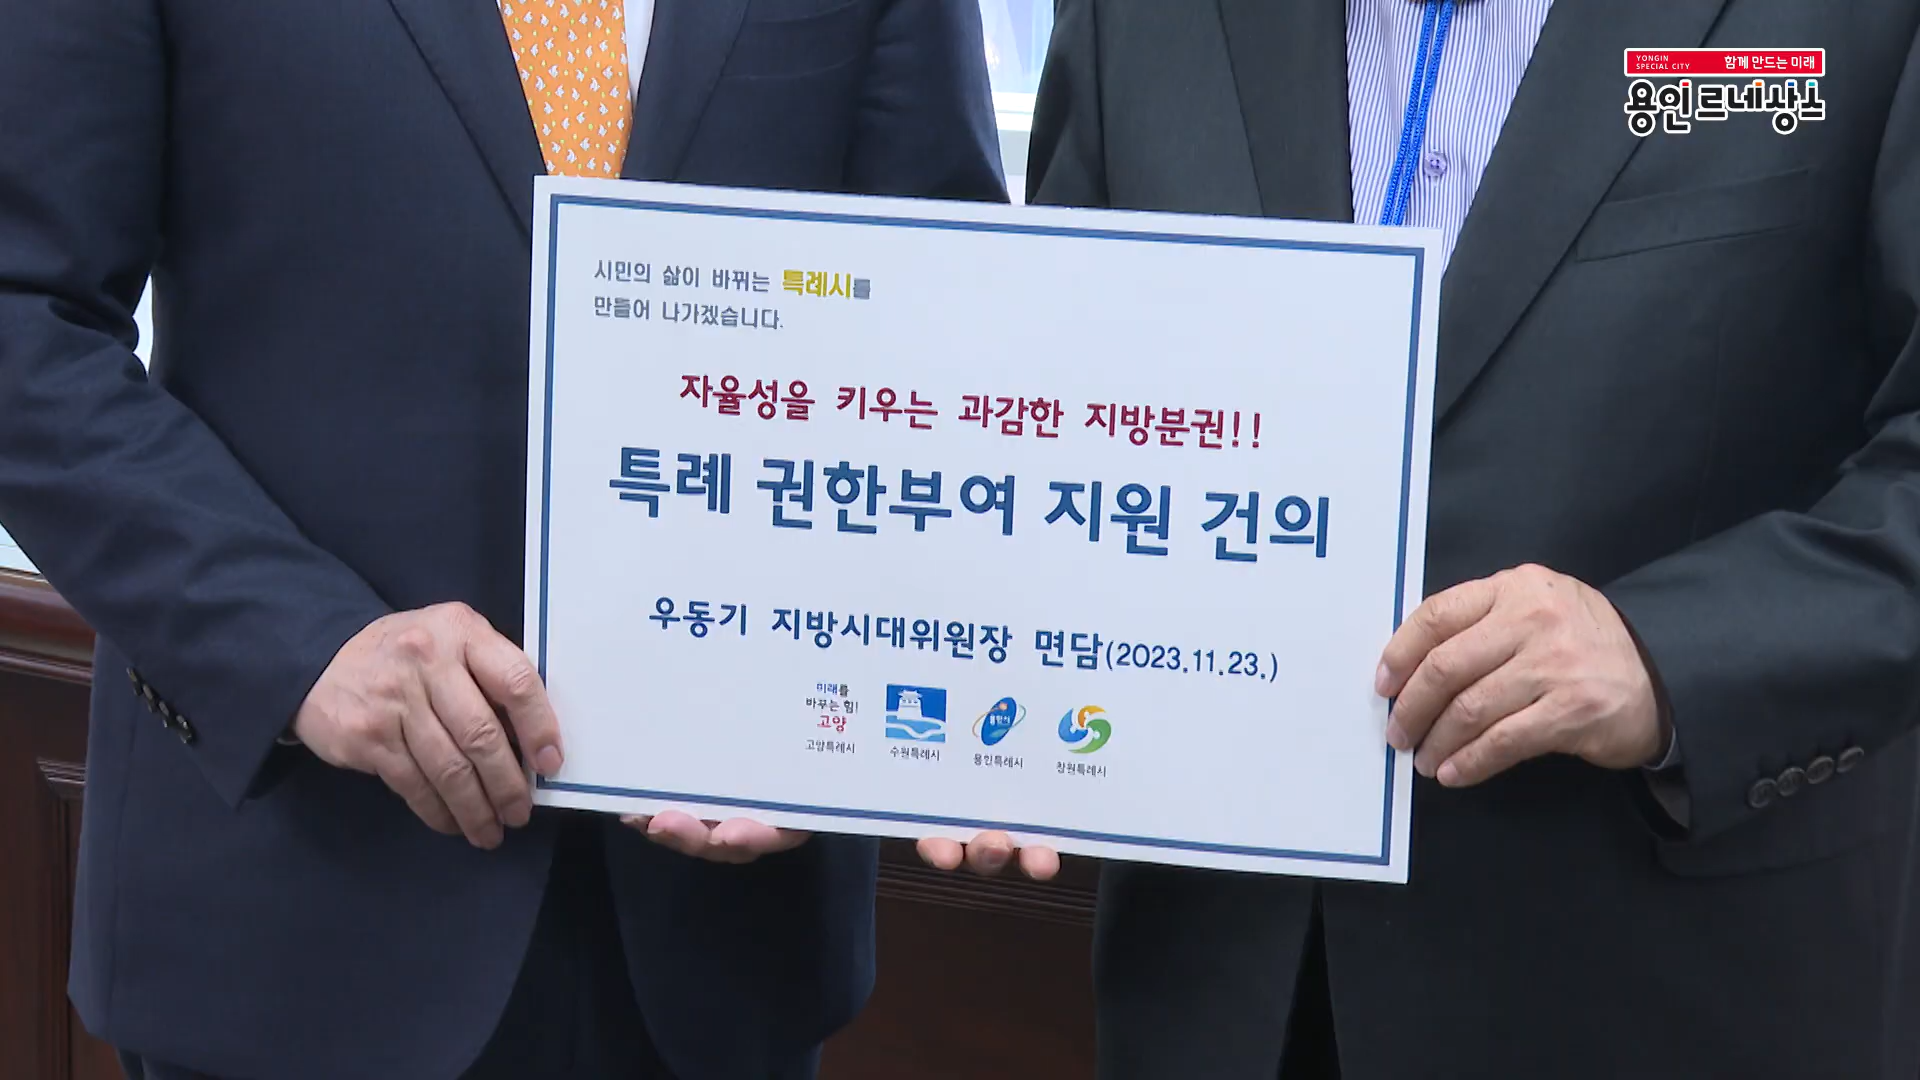 YONGIN
SPECIAL CITY
함께 만드는 미래
용인 르네상스
시민의 삶이 바뀌는 특례시를
만들어 나가겠습니다.
자율성을 키우는 과감한 지방분권!!
특례 권한부여 지원 건의
우동기 지방시대위원장 면담(2023.11.23.)
미래를
바꾸는 힘!
고양
고양특례시
수원특례시
용인특례시
창원특례시